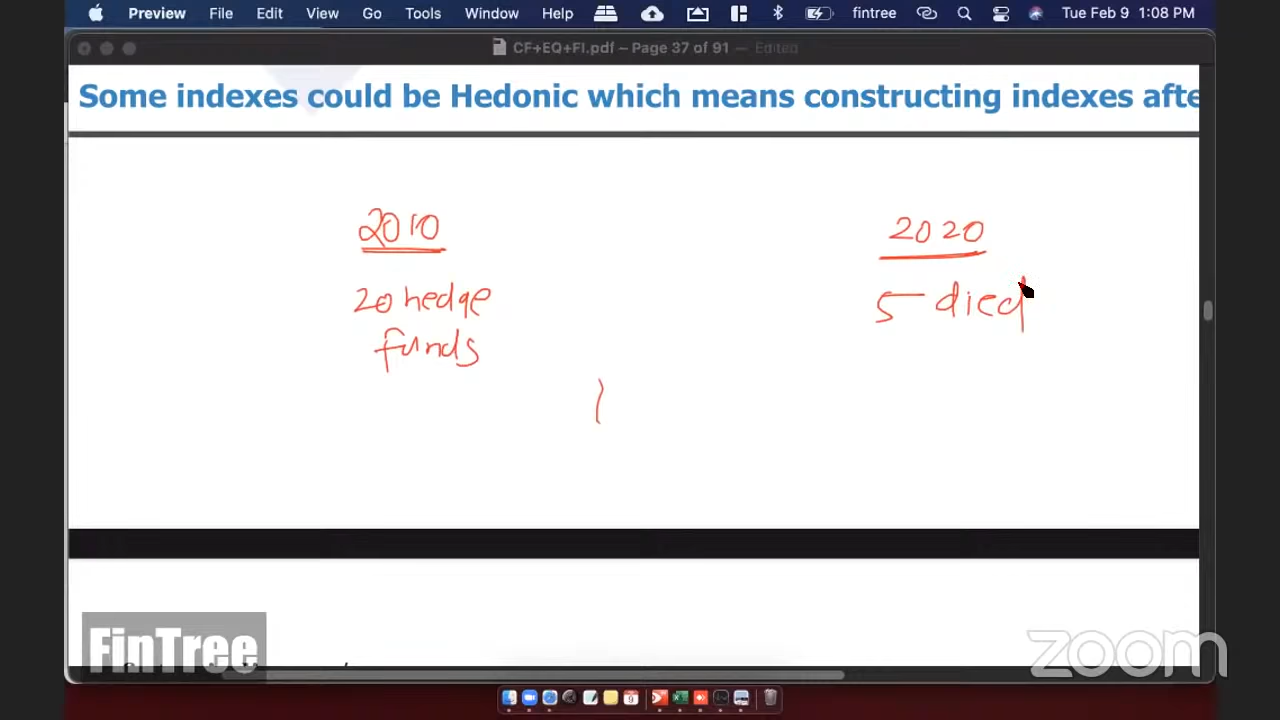 Preview File Edit View Go Tools Window Help fintree Tue Feb 9 1:08 PM
CF+EQ+FI.pdf – Page 37 of 91 — Edited
Some indexes could be Hedonic which means constructing indexes afte
2010
2020
20 hedge
funds
5 died
FinTree
zoom